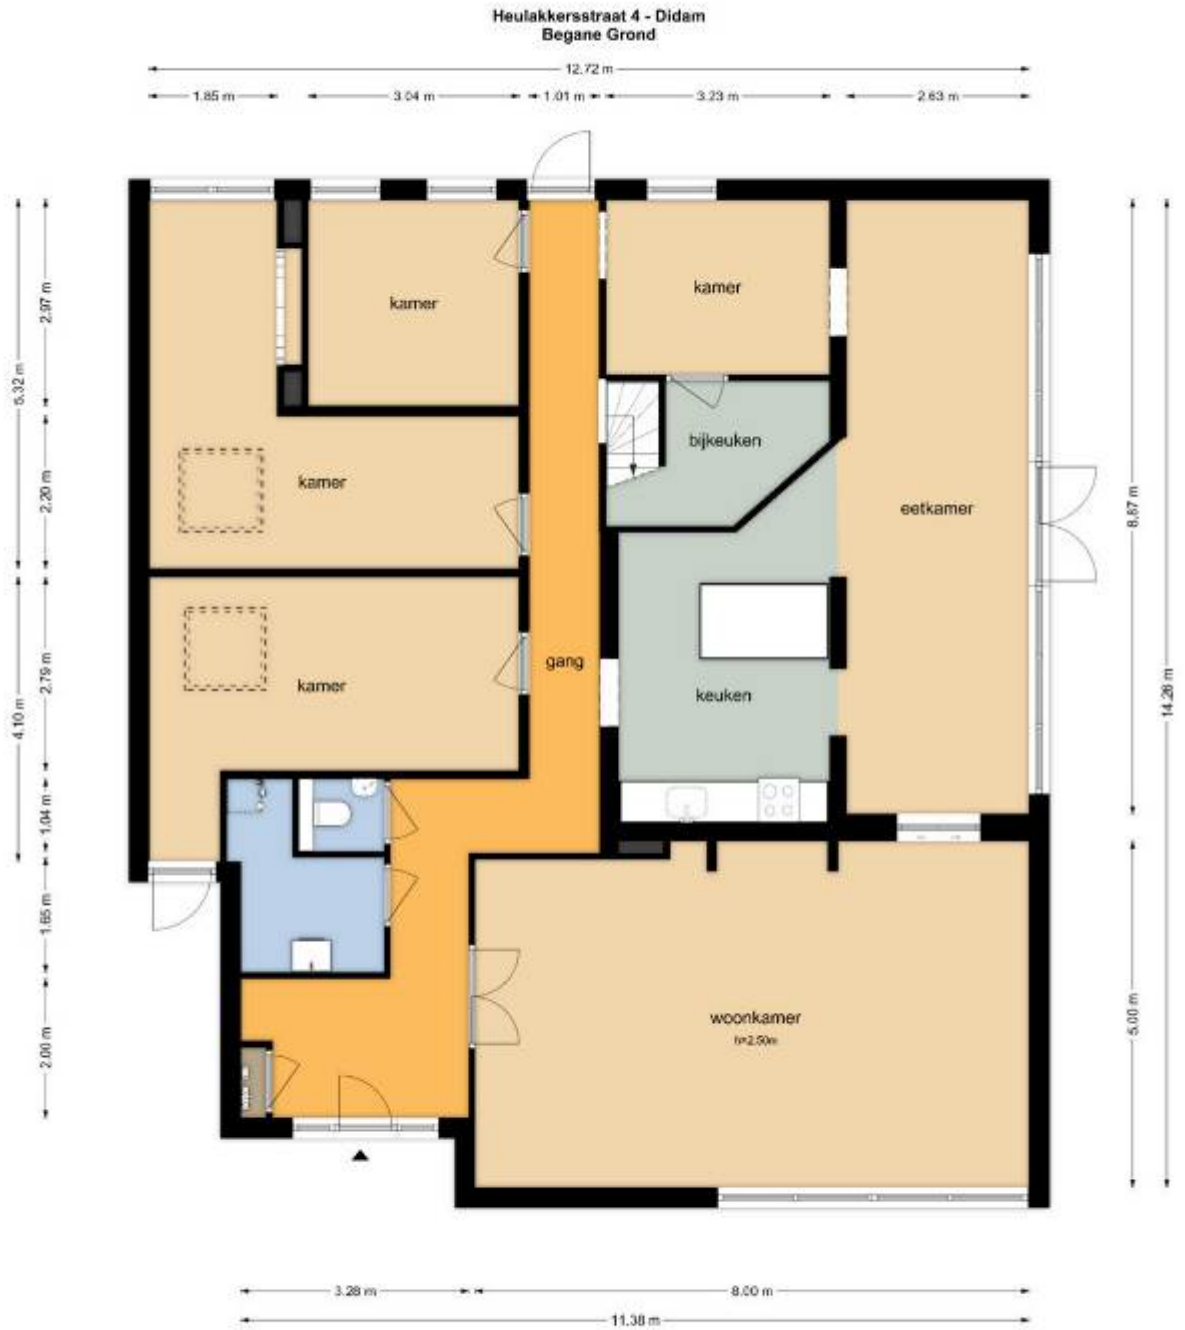 Heulakkersstraat 4 - Didam
Begane Grond
12.72 m
1.85 m
3.04 m
1.01 m
3.23 m
2.63 m
5.32 m
2.97 m
kamer
kamer
bijkeuken
2.20 m
kamer
eetkamer
8.87 m
14.26 m
4.10 m
2.79 m
kamer
gang
keuken
1.04 m
1.65 m
2.00 m
woonkamer
h=2.50m
5.00 m
3.28 m
8.00 m
11.38 m